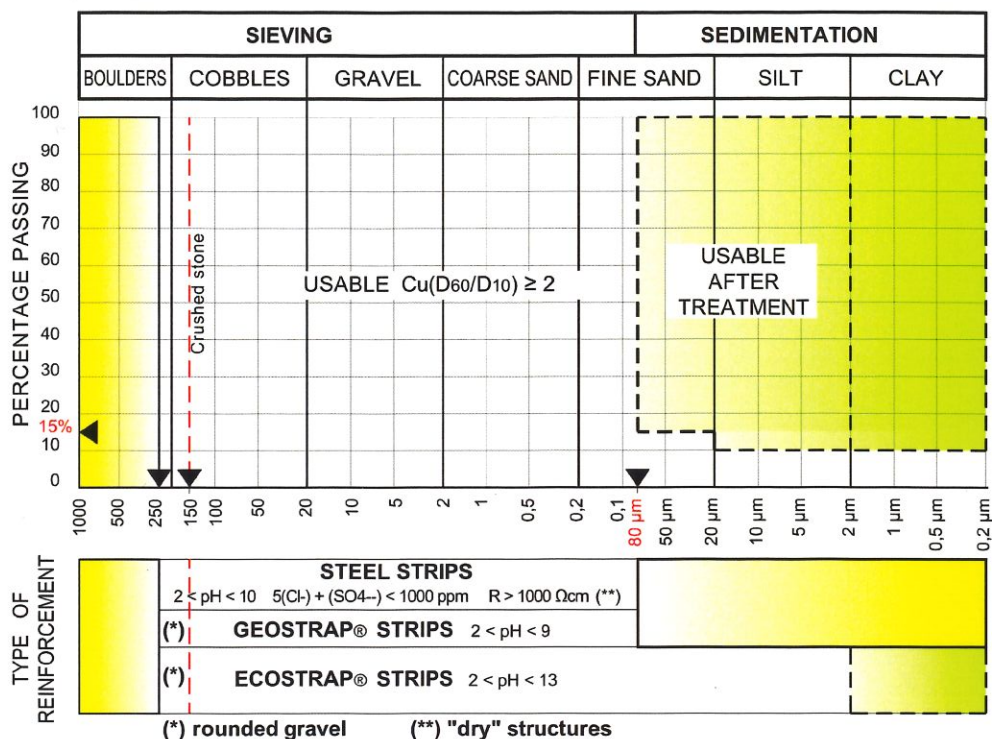 SIEVING SEDIMENTATION
BOULDERS COBBLES GRAVEL COARSE SAND FINE SAND SILT CLAY
PERCENTAGE PASSING
100
90
80
70
60
50
40
30
20
15%
10
0
Crushed stone
USABLE Cu(D60/D10) ≥ 2
USABLE
AFTER
TREATMENT
1000 500 250 150 100 50 20 10 5 2 1 0,5 0,2 0,1 80 µm 50 µm 20 µm 10 µm 5 µm 2 µm 1 µm 0,5 µm 0,2 µm
TYPE OF
REINFORCEMENT
STEEL STRIPS
2 < pH < 10 5(Cl-) + (SO4--) < 1000 ppm R > 1000 Ωcm (**)
(*) GEOSTRAP® STRIPS 2 < pH < 9
(*) ECOSTRAP® STRIPS 2 < pH < 13
(*) rounded gravel (**) "dry" structures